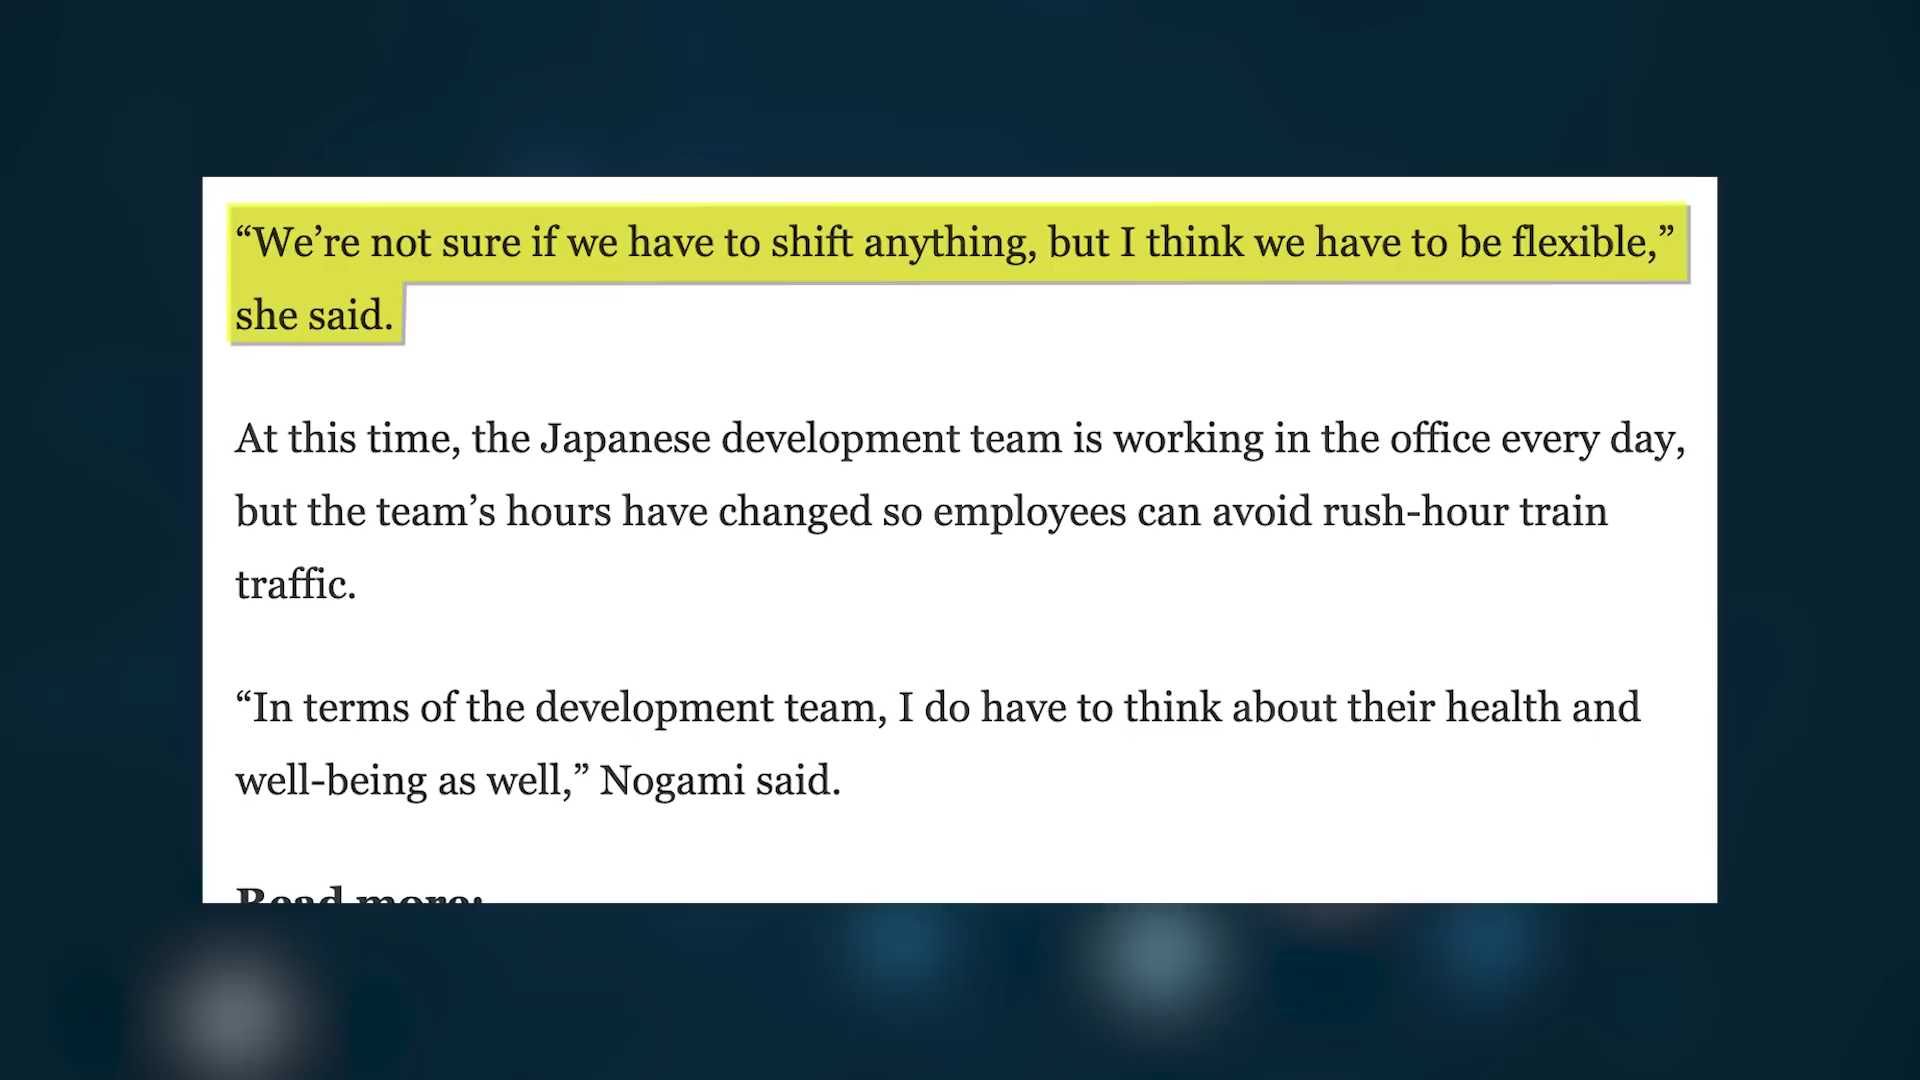 “We’re not sure if we have to shift anything, but I think we have to be flexible,”
she said.
At this time, the Japanese development team is working in the office every day,
but the team’s hours have changed so employees can avoid rush-hour train
traffic.
“In terms of the development team, I do have to think about their health and
well-being as well,” Nogami said.
Read more: